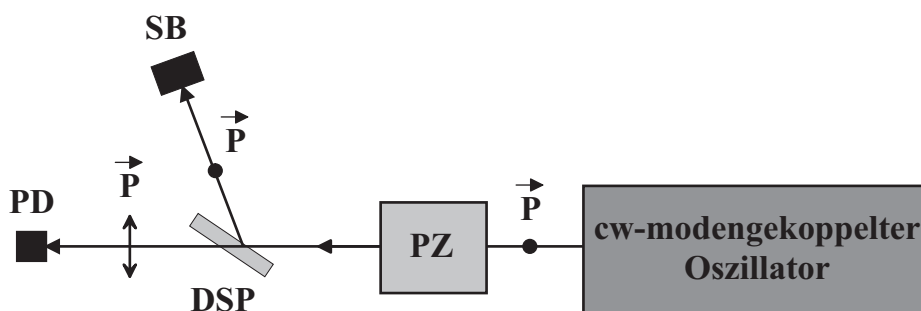 SB
P
P
P
PD
PZ
cw-modengekoppelter
Oszillator
DSP